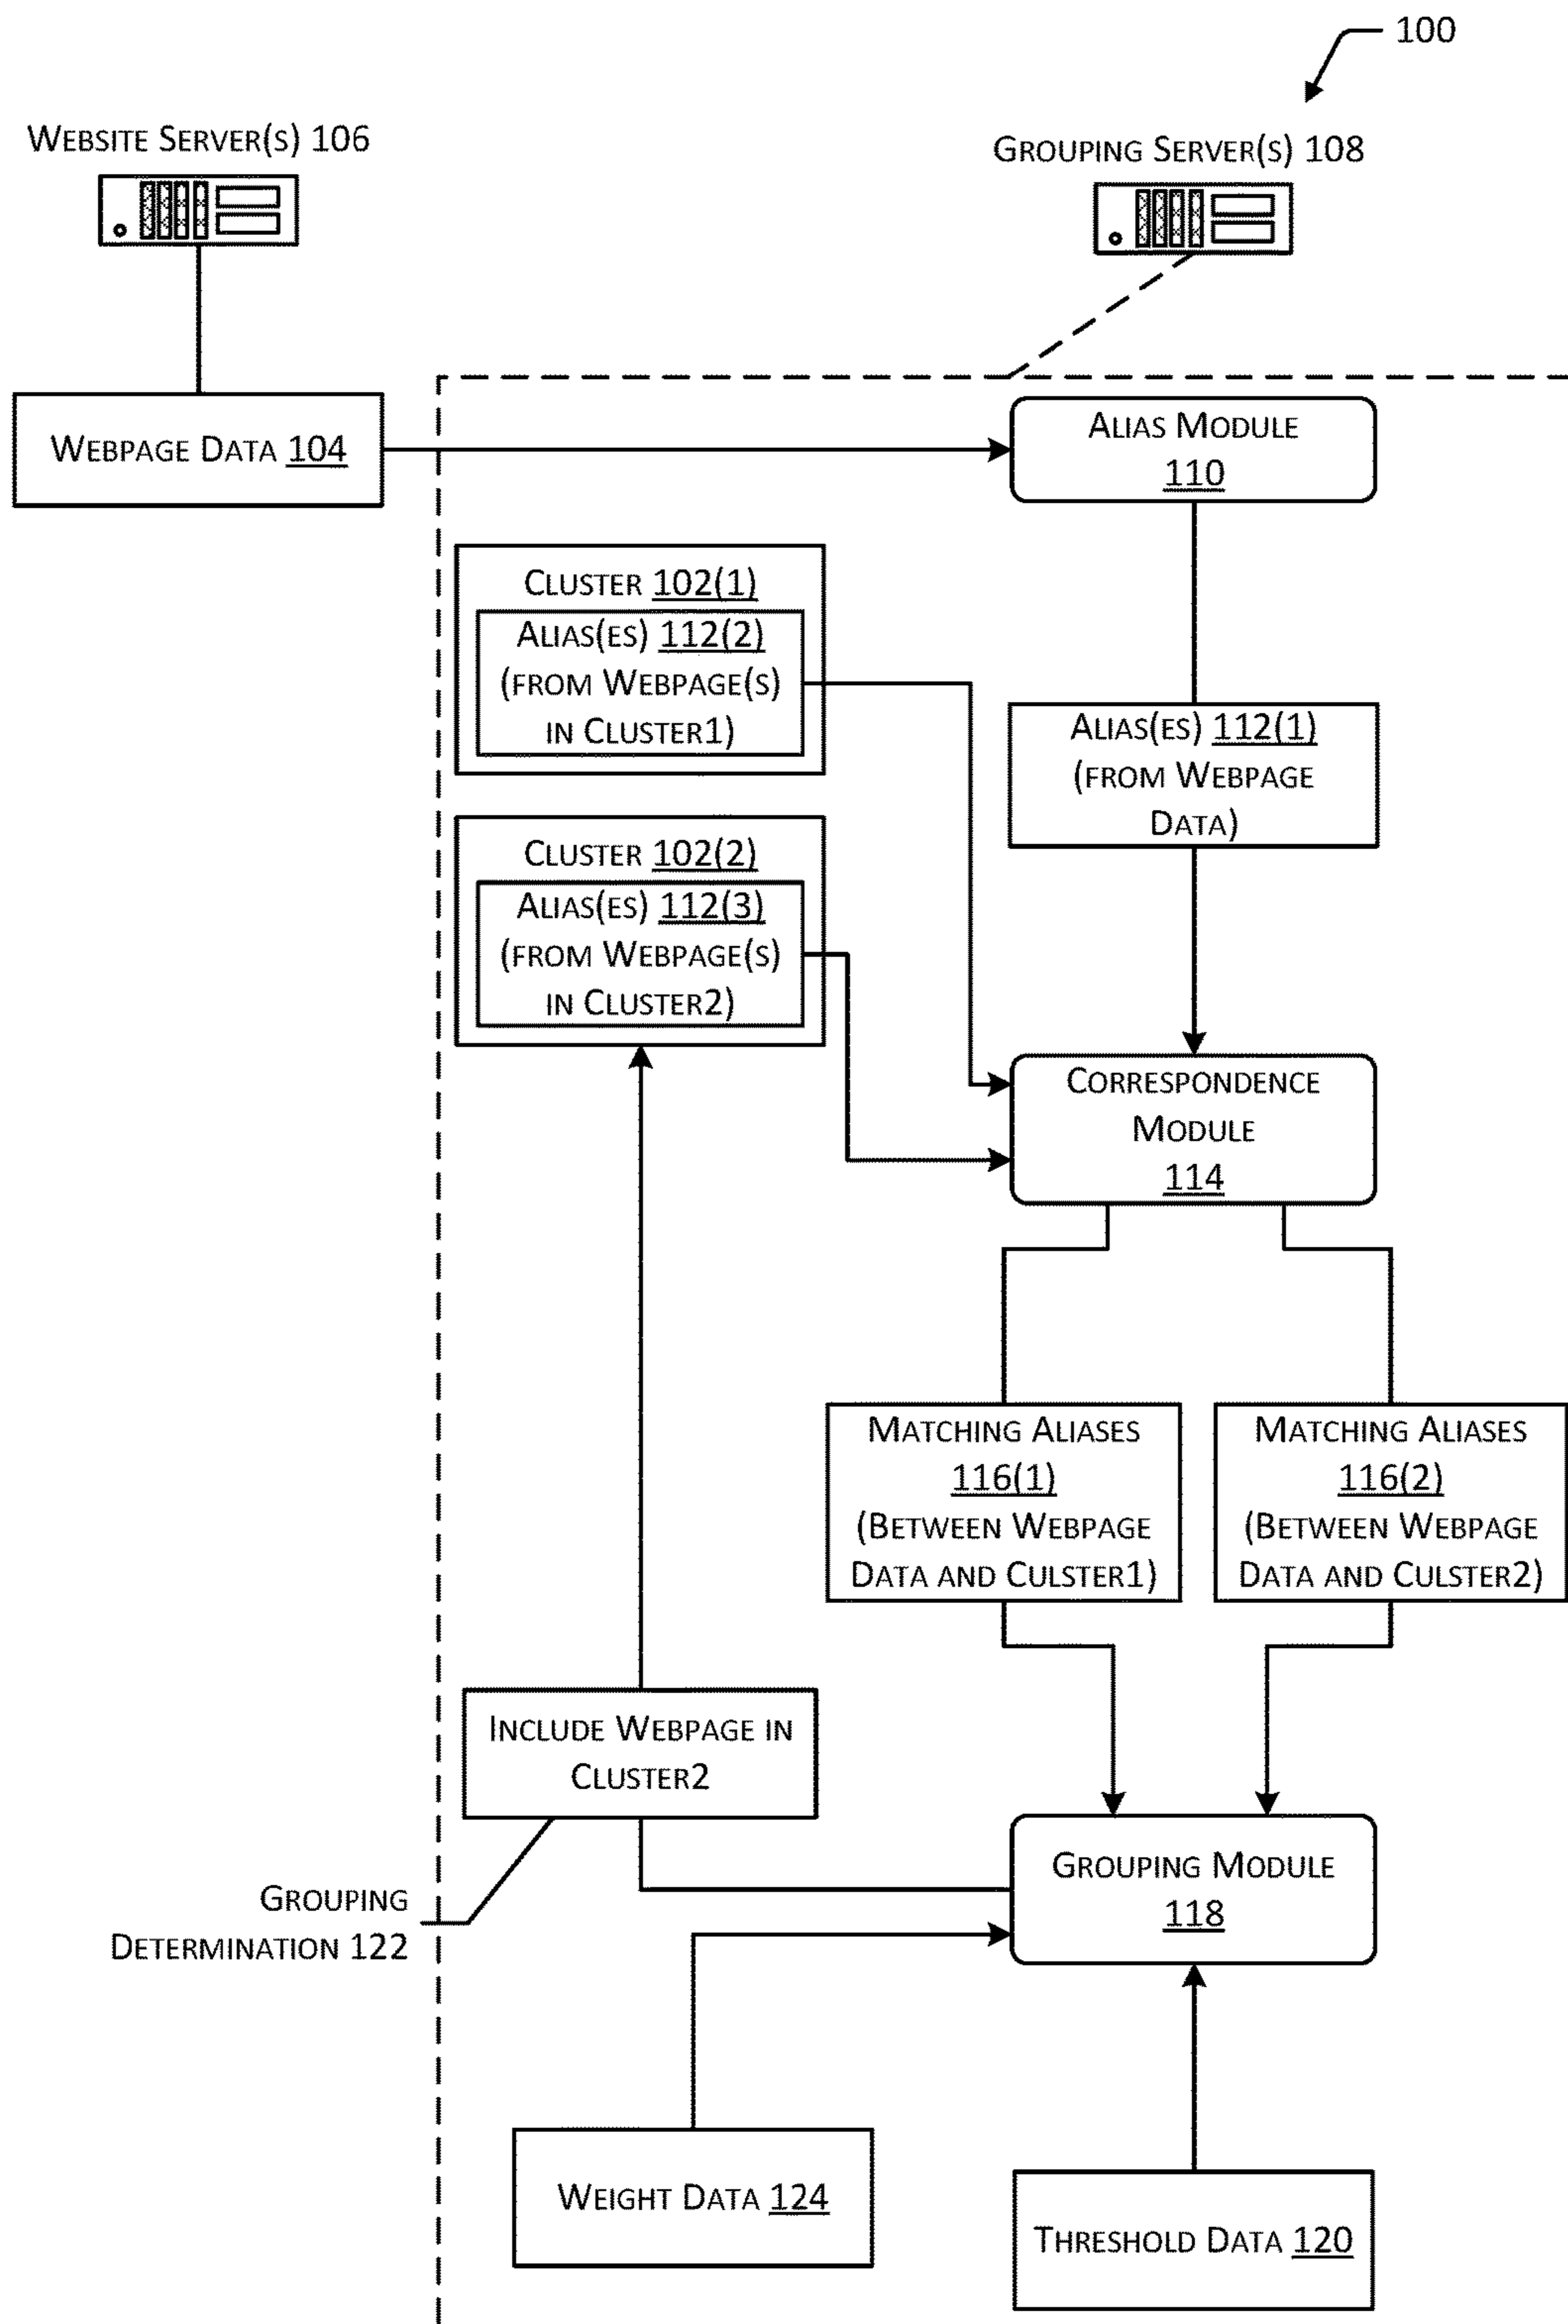 100
Website Server(s) 106
Grouping Server(s) 108
Webpage Data 104
Alias Module
110
Cluster 102(1)
Alias(es) 112(2)
(from Webpage(s)
in Cluster1)
Alias(es) 112(1)
(from Webpage
Data)
Cluster 102(2)
Alias(es) 112(3)
(from Webpage(s)
in Cluster2)
Correspondence
Module
114
Matching Aliases
116(1)
(Between Webpage
Data and Culster1)
Matching Aliases
116(2)
(Between Webpage
Data and Culster2)
Include Webpage in
Cluster2
Grouping Module
118
Grouping
Determination 122
Weight Data 124
Threshold Data 120